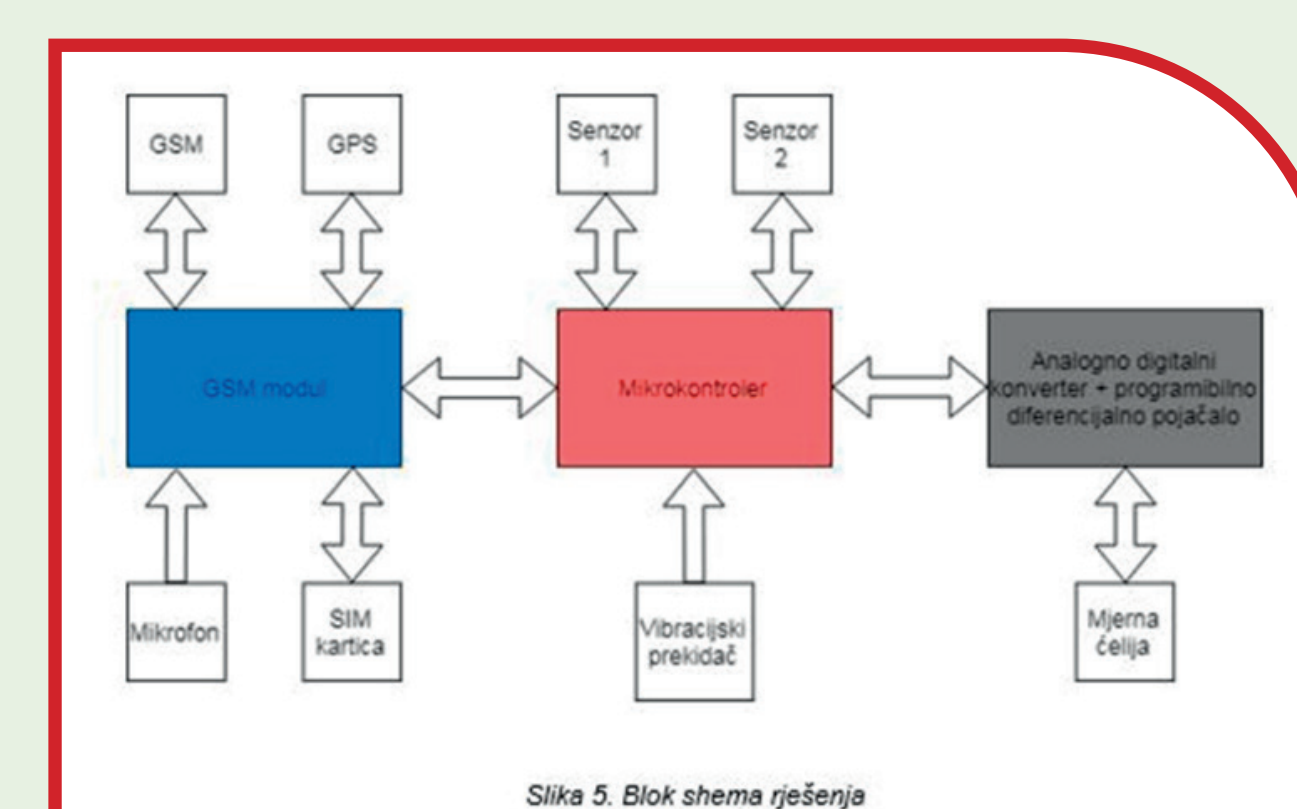 GSM
GPS
Senzor
1
Senzor
2
GSM modul
Mikrokontroler
Analogno digitalni
konverter + programibilno
diferencijalno pojačalo
Mikrofon
SIM
kartica
Vibracijski
prekidač
Mjerna
ćelija
Slika 5. Blok shema rješenja